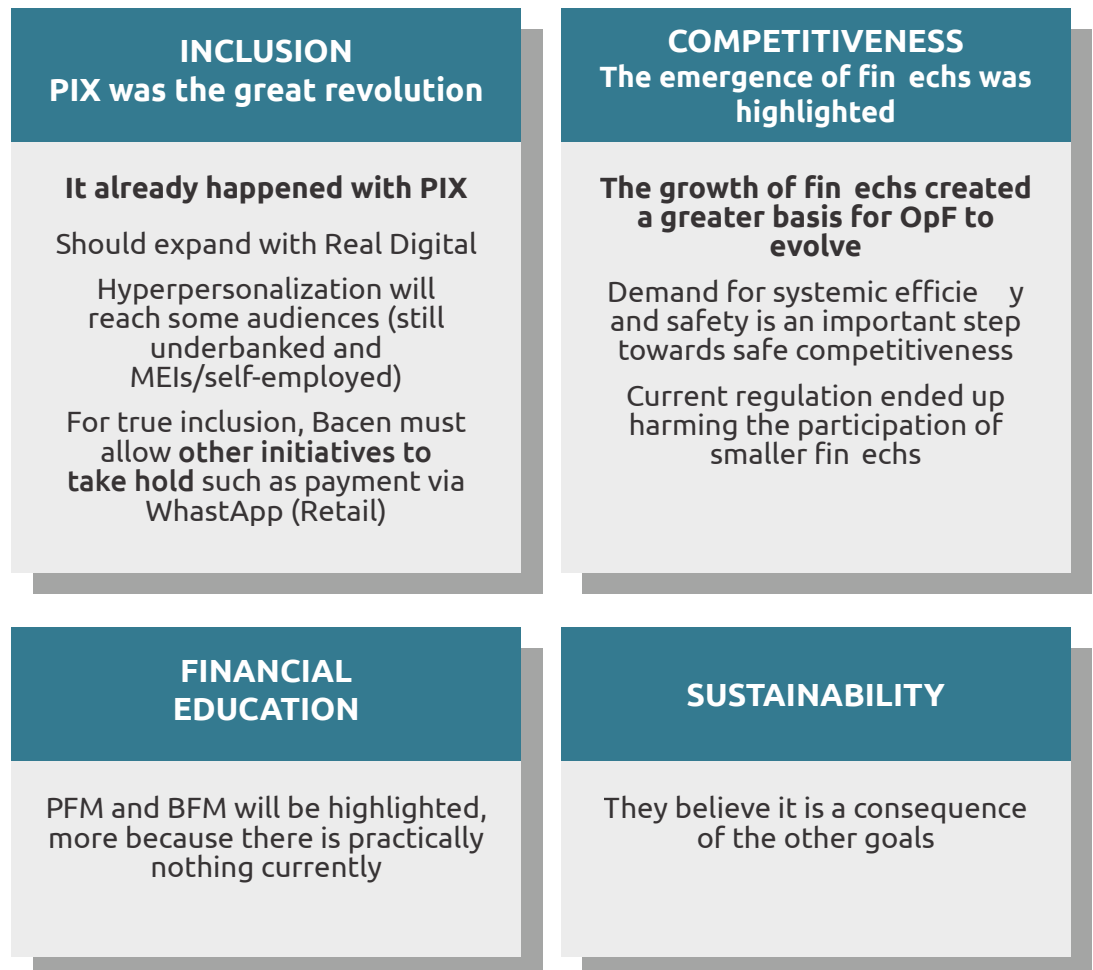 INCLUSION
PIX was the great revolution
It already happened with PIX
Should expand with Real Digital
Hyperpersonalization will
reach some audiences (still
underbanked and
MEIs/self-employed)
For true inclusion, Bacen must
allow other initiatives to
take hold such as payment via
WhastApp (Retail)
COMPETITIVENESS
The emergence of fin echs was
highlighted
The growth of fin echs created
a greater basis for OpF to
evolve
Demand for systemic efficie y
and safety is an important step
towards safe competitiveness
Current regulation ended up
harming the participation of
smaller fin echs
FINANCIAL
EDUCATION
PFM and BFM will be highlighted,
more because there is practically
nothing currently
SUSTAINABILITY
They believe it is a consequence
of the other goals